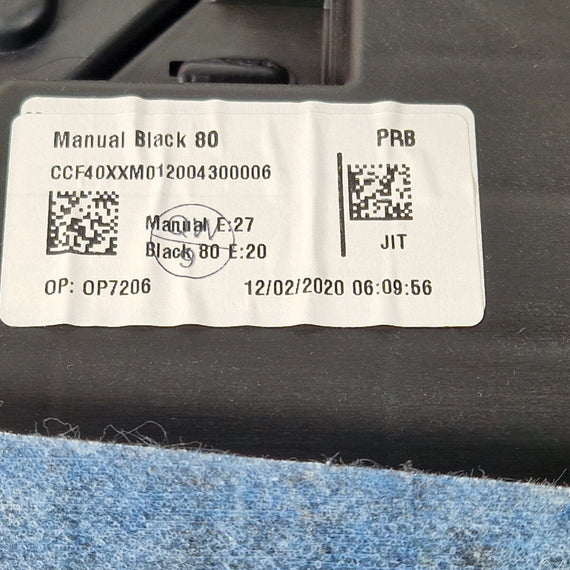 Manual Black 80
PRB
CCF40XXM012004300006
Manual E:27
Black 80 E:20
JIT
OP: OP7206
12/02/2020 06:09:56